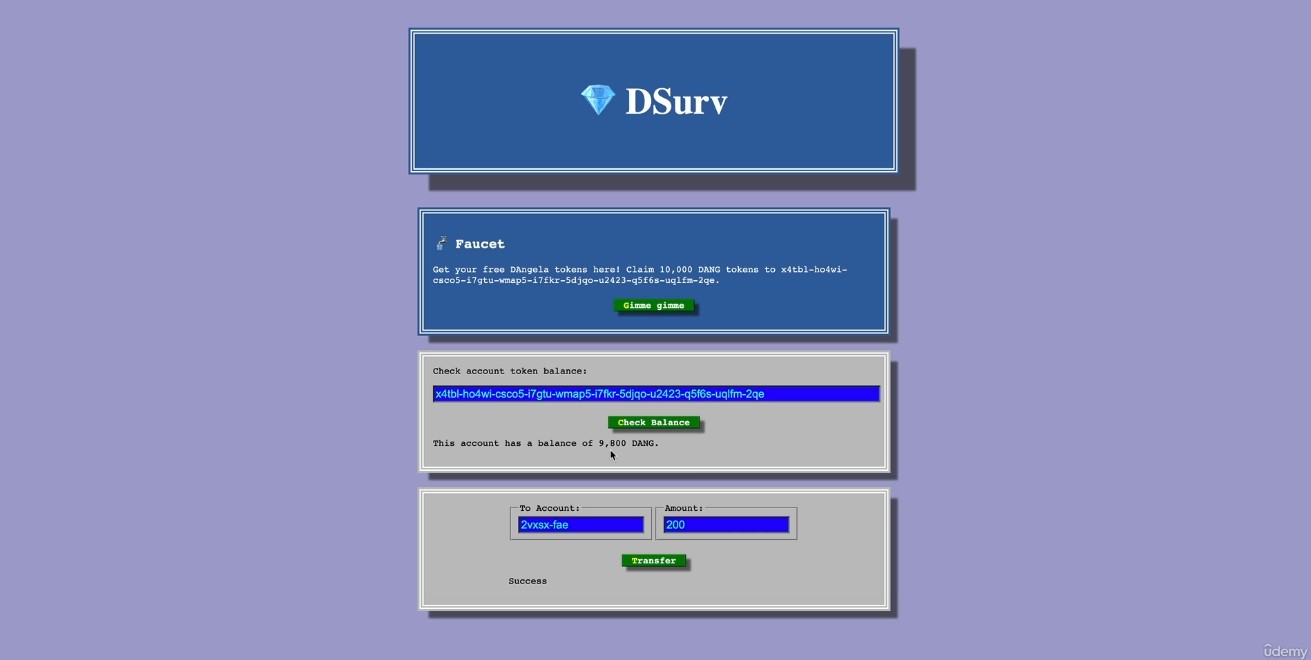 DSurv
Faucet
Get your free DAngela tokens here! Claim 10,000 DANG tokens to x4tbl-ho4wi-
csco5-i7gtu-wmap5-i7fkr-5djqo-u2423-q5f6s-uqlfm-2qe.
Gimme gimme
Check account token balance:
x4tbl-ho4wi-csco5-i7gtu-wmap5-i7fkr-5djqo-u2423-q5f6s-uqlfm-2qe
Check Balance
This account has a balance of 9,800 DANG.
To Account: Amount:
2vxsx-fae 200
Transfer
Success
ûdemy